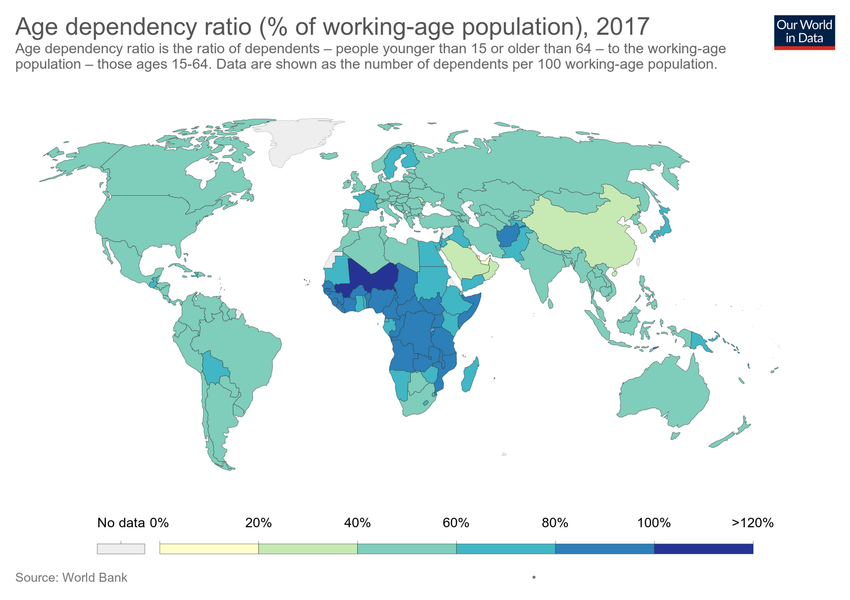 Age dependency ratio (% of working-age population), 2017
Our World
in Data
Age dependency ratio is the ratio of dependents – people younger than 15 or older than 64 – to the working-age
population – those ages 15-64. Data are shown as the number of dependents per 100 working-age population.
No data 0% 20% 40% 60% 80% 100% >120%
Source: World Bank